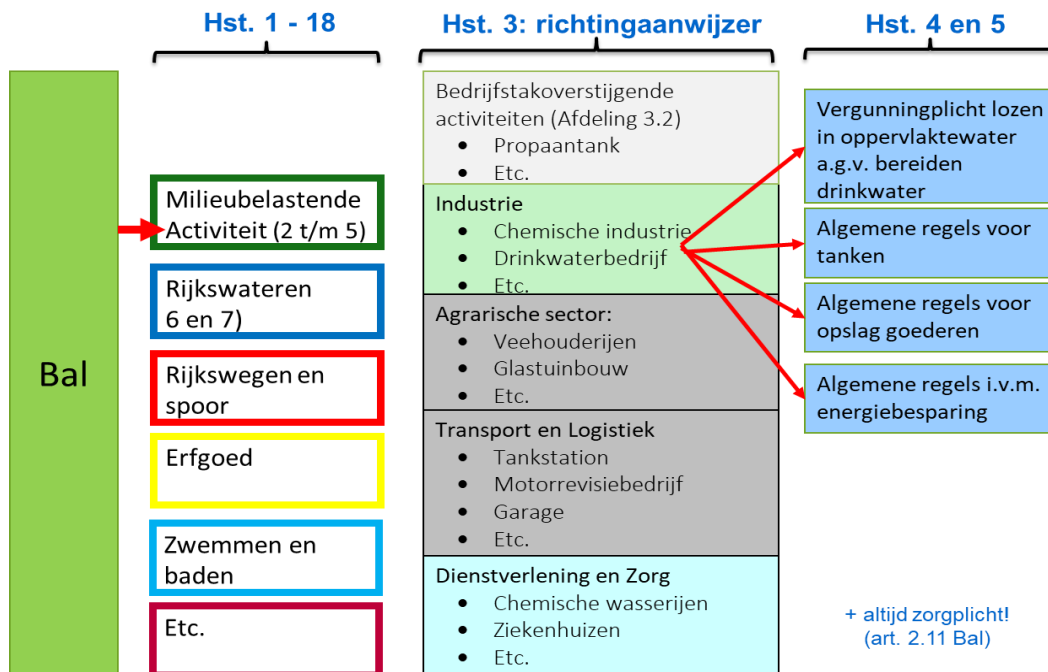 Hst. 1 - 18
Hst. 3: richtingaanwijzer
Hst. 4 en 5
Bal
Milieubelastende
Activiteit (2 t/m 5)
Rijkswateren
6 en 7)
Rijkswegen en
spoor
Erfgoed
Zwemmen en
baden
Etc.
Bedrijfstakoverstijgende
activiteiten (Afdeling 3.2)
• Propaantank
• Etc.
Industrie
• Chemische industrie
• Drinkwaterbedrijf
• Etc.
Agrarische sector:
• Veehouderijen
• Glastuinbouw
• Etc.
Transport en Logistiek
• Tankstation
• Motorrevisiebedrijf
• Garage
• Etc.
Dienstverlening en Zorg
• Chemische wasserijen
• Ziekenhuizen
• Etc.
Vergunningplicht lozen
in oppervlaktewater
a.g.v. bereiden
drinkwater
Algemene regels voor
tanken
Algemene regels voor
opslag goederen
Algemene regels i.v.m.
energiebesparing
+ altijd zorgplicht!
(art. 2.11 Bal)